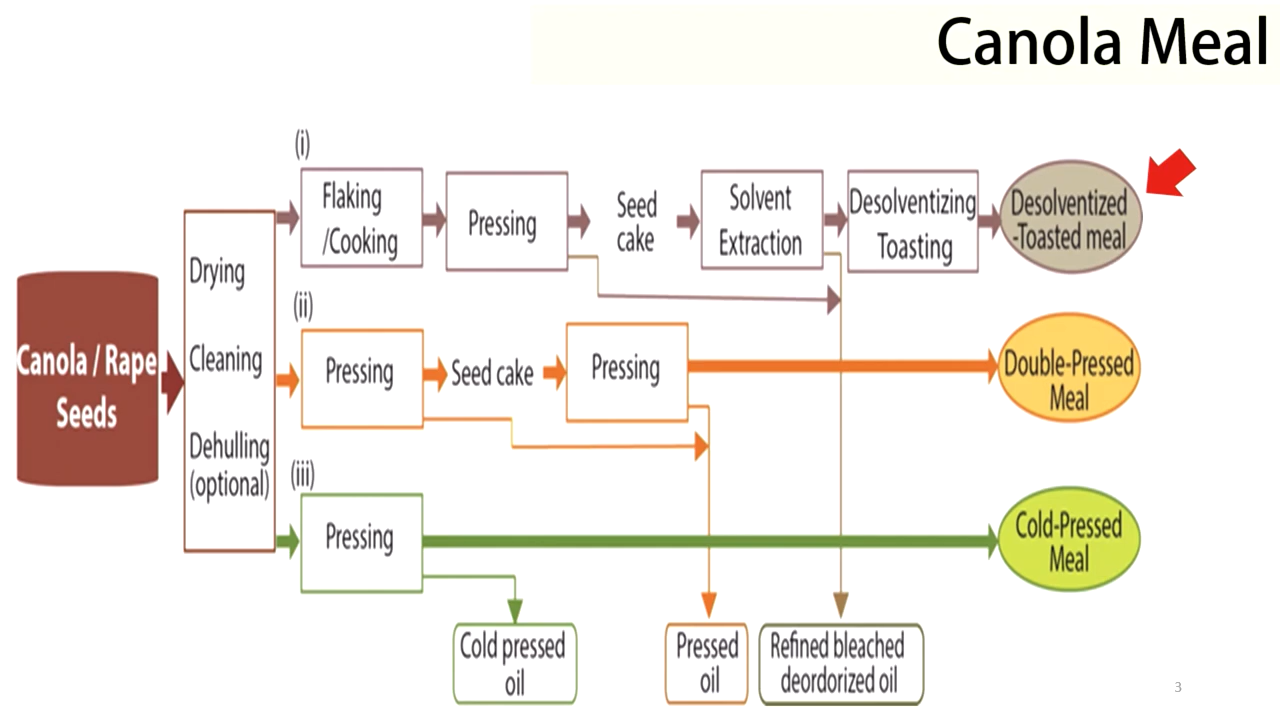 Canola Meal
(i)
Flaking
/Cooking
Pressing
Seed
cake
Solvent
Extraction
Desolventizing
Toasting
Desolventized
-Toasted meal
Canola / Rape
Seeds
Drying
Cleaning
Dehulling
(optional)
(ii)
Pressing
Seed cake
Pressing
Double-Pressed
Meal
(iii)
Pressing
Cold-Pressed
Meal
Cold pressed
oil
Pressed
oil
Refined bleached
deordorized oil
3